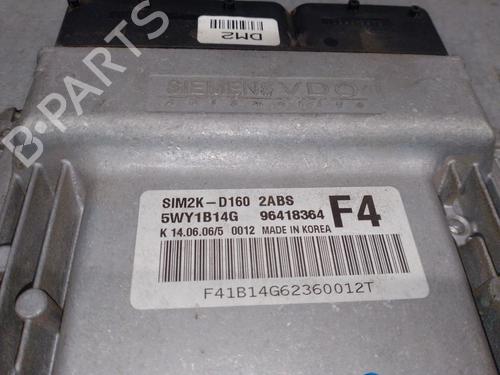 DM2
SIEMENS VDO
AUTOMOTIVE
SIM2K-D160 2ABS
5WY1B14G 96418364 F4
K 14.06.06/5 0012 MADE IN KOREA
F41B14G62360012T
B-PARTS